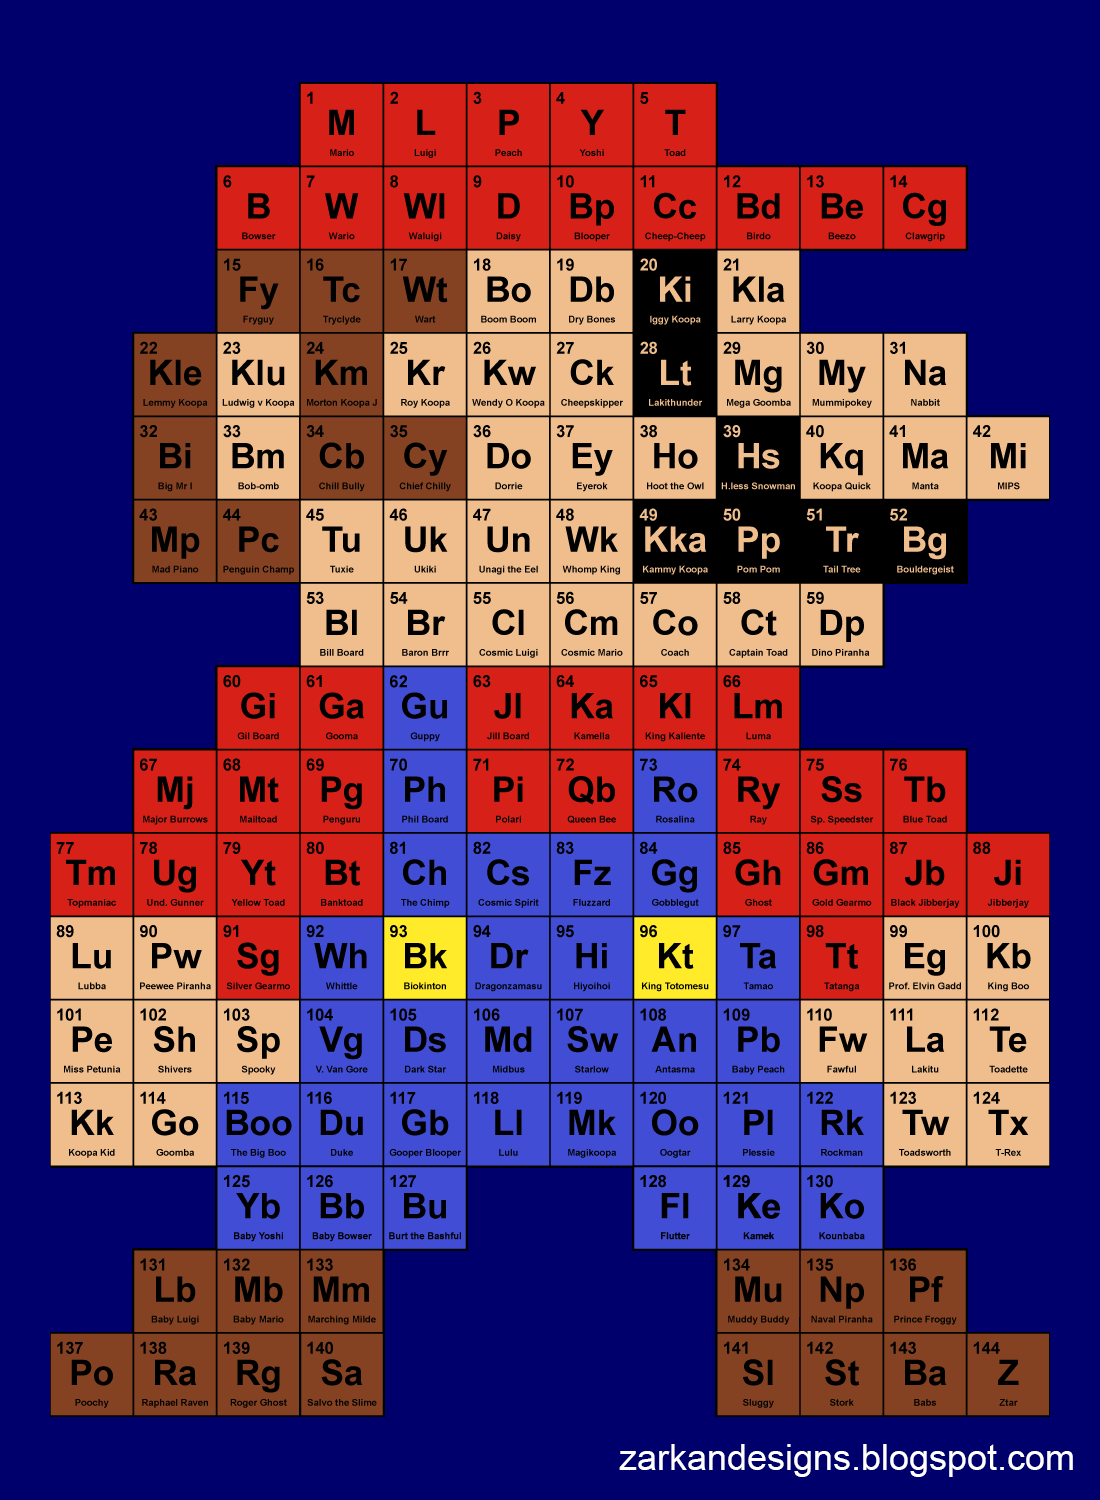 1 2 3 4 5
M L P Y T
Mario Luigi Peach Yoshi Toad
6 7 8 9 10 11 12 13 14
B W Wl D Bp Cc Bd Be Cg
Bowser Wario Waluigi Daisy Blooper Cheep-Cheep Birdo Beezo Clawgrip
15 16 17 18 19 20 21
Fy Tc Wt Bo Db Ki Kla
Fryguy Tryclyde Wart Boom Boom Dry Bones Iggy Koopa Larry Koopa
22 23 24 25 26 27 28 29 30 31
Kle Klu Km Kr Kw Ck Lt Mg My Na
Lemmy Koopa Ludwig v Koopa Morton Koopa J Roy Koopa Wendy O Koopa Cheepskipper Lakithunder Mega Goomba Mummipokey Nabbit
32 33 34 35 36 37 38 39 40 41 42
Bi Bm Cb Cy Do Ey Ho Hs Kq Ma Mi
Big Mr I Bob-omb Chill Bully Chief Chilly Dorrie Eyerok Hoot the Owl H.less Snowman Koopa Quick Manta MIPS
43 44 45 46 47 48 49 50 51 52
Mp Pc Tu Uk Un Wk Kka Pp Tr Bg
Mad Piano Penguin Champ Tuxie Ukiki Unagi the Eel Whomp King Kammy Koopa Pom Pom Tail Tree Bouldergeist
53 54 55 56 57 58 59
Bl Br Cl Cm Co Ct Dp
Bill Board Baron Brrr Cosmic Luigi Cosmic Mario Coach Captain Toad Dino Piranha
60 61 62 63 64 65 66
Gi Ga Gu Jl Ka Kl Lm
Gil Board Gooma Guppy Jill Board Kamella King Kaliente Luma
67 68 69 70 71 72 73 74 75 76
Mj Mt Pg Ph Pi Qb Ro Ry Ss Tb
Major Burrows Mailtoad Penguru Phil Board Polari Queen Bee Rosalina Ray Sp. Speedster Blue Toad
77 78 79 80 81 82 83 84 85 86 87 88
Tm Ug Yt Bt Ch Cs Fz Gg Gh Gm Jb Ji
Topmaniac Und. Gunner Yellow Toad Banktoad The Chimp Cosmic Spirit Fluzzard Gobblegut Ghost Gold Gearmo Black Jibberjay Jibberjay
89 90 91 92 93 94 95 96 97 98 99 100
Lu Pw Sg Wh Bk Dr Hi Kt Ta Tt Eg Kb
Lubba Peewee Piranha Silver Gearmo Whittle Biokinton Dragonzamasu Hiyoihoi King Totomesu Tamao Tatanga Prof. Elvin Gadd King Boo
101 102 103 104 105 106 107 108 109 110 111 112
Pe Sh Sp Vg Ds Md Sw An Pb Fw La Te
Miss Petunia Shivers Spooky V. Van Gore Dark Star Midbus Starlow Antasma Baby Peach Fawful Lakitu Toadette
113 114 115 116 117 118 119 120 121 122 123 124
Kk Go Boo Du Gb Ll Mk Oo Pl Rk Tw Tx
Koopa Kid Goomba The Big Boo Duke Gooper Blooper Lulu Magikoopa Oogtar Plessie Rockman Toadsworth T-Rex
125 126 127 128 129 130
Yb Bb Bu Fl Ke Ko
Baby Yoshi Baby Bowser Burt the Bashful Flutter Kamek Kounbaba
131 132 133 134 135 136
Lb Mb Mm Mu Np Pf
Baby Luigi Baby Mario Marching Milde Muddy Buddy Naval Piranha Prince Froggy
137 138 139 140 141 142 143 144
Po Ra Rg Sa Sl St Ba Z
Poochy Raphael Raven Roger Ghost Salvo the Slime Sluggy Stork Babs Ztar
zarkandesigns.blogspot.com